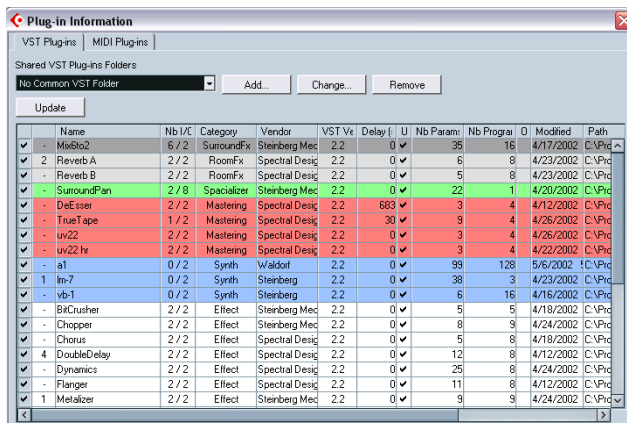 Plug-in Information
VST Plug-ins MIDI Plug-ins
Shared VST Plug-ins Folders
No Common VST Folder Add... Change... Remove
Update
Name Nb I/C Category Vendor VST Ve Delay (: U Nb Param: Nb Prograi O Modified Path
- Mix6to2 6 / 2 SurroundFx Steinberg Med 2.2 0 35 16 4/17/2002 C:\Pro
2 Reverb A 2 / 2 RoomFx Spectral Desig 2.2 0 6 8 4/23/2002 C:\Pro
- Reverb B 2 / 2 RoomFx Spectral Desig 2.2 0 5 8 4/23/2002 C:\Pro
- SurroundPan 2 / 8 Spacializer Steinberg Med 2.2 0 22 1 4/20/2002 C:\Pro
- DeEsser 2 / 2 Mastering Spectral Desig 2.2 683 3 4 4/12/2002 C:\Pro
- TrueTape 1 / 2 Mastering Spectral Desig 2.2 30 9 4 4/26/2002 C:\Pro
- uv22 2 / 2 Mastering Spectral Desig 2.2 0 3 4 4/26/2002 C:\Pro
- uv22 hr 2 / 2 Mastering Spectral Desig 2.2 0 3 4 4/22/2002 C:\Pro
- a1 0 / 2 Synth Waldorf 2.2 0 99 128 5/6/2002 C:\Pro
1 lm-7 0 / 2 Synth Steinberg 2.2 0 38 3 4/23/2002 C:\Pro
- vb-1 0 / 2 Synth Steinberg 2.2 0 6 16 4/16/2002 C:\Pro
- BitCrusher 2 / 2 Effect Steinberg Med 2.2 0 5 5 4/18/2002 C:\Pro
- Chopper 2 / 2 Effect Steinberg Med 2.2 0 8 9 4/24/2002 C:\Pro
- Chorus 2 / 2 Effect Spectral Desig 2.2 0 5 8 4/18/2002 C:\Pro
4 DoubleDelay 2 / 2 Effect Spectral Desig 2.2 0 12 8 4/12/2002 C:\Pro
- Dynamics 2 / 2 Effect Spectral Desig 2.2 0 25 8 4/24/2002 C:\Pro
- Flanger 2 / 2 Effect Spectral Desig 2.2 0 11 8 4/12/2002 C:\Pro
1 Metalizer 2 / 2 Effect Steinberg Med 2.2 0 9 9 4/24/2002 C:\Pro